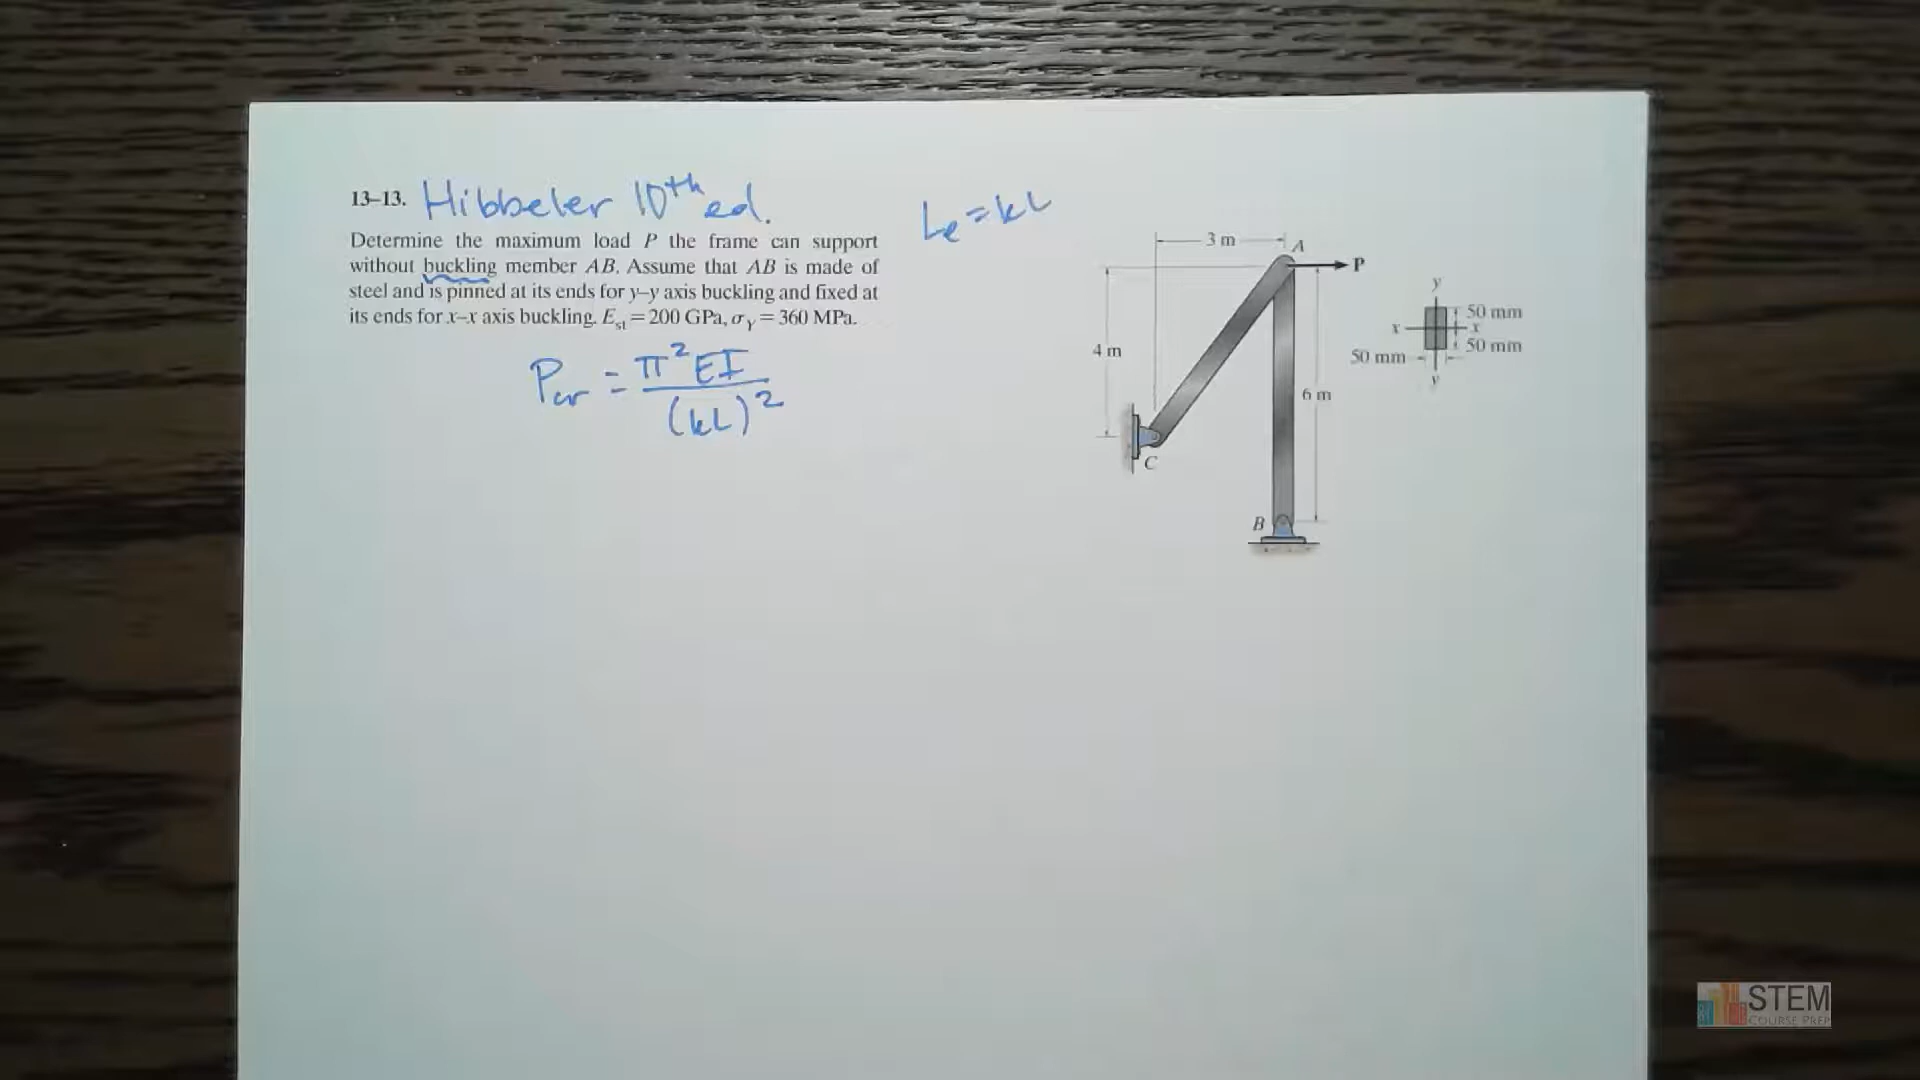 13–13. Hibbeler 10th ed.
Determine the maximum load P the frame can support
without buckling member AB. Assume that AB is made of
steel and is pinned at its ends for y–y axis buckling and fixed at
its ends for x–x axis buckling. Est = 200 GPa, σY = 360 MPa.
Pcr = π²EI
(kL)²
Le = kL
3 m
A
P
4 m
6 m
C
B
y
50 mm
x
x
50 mm
50 mm
y
STEM
COURSE PREP